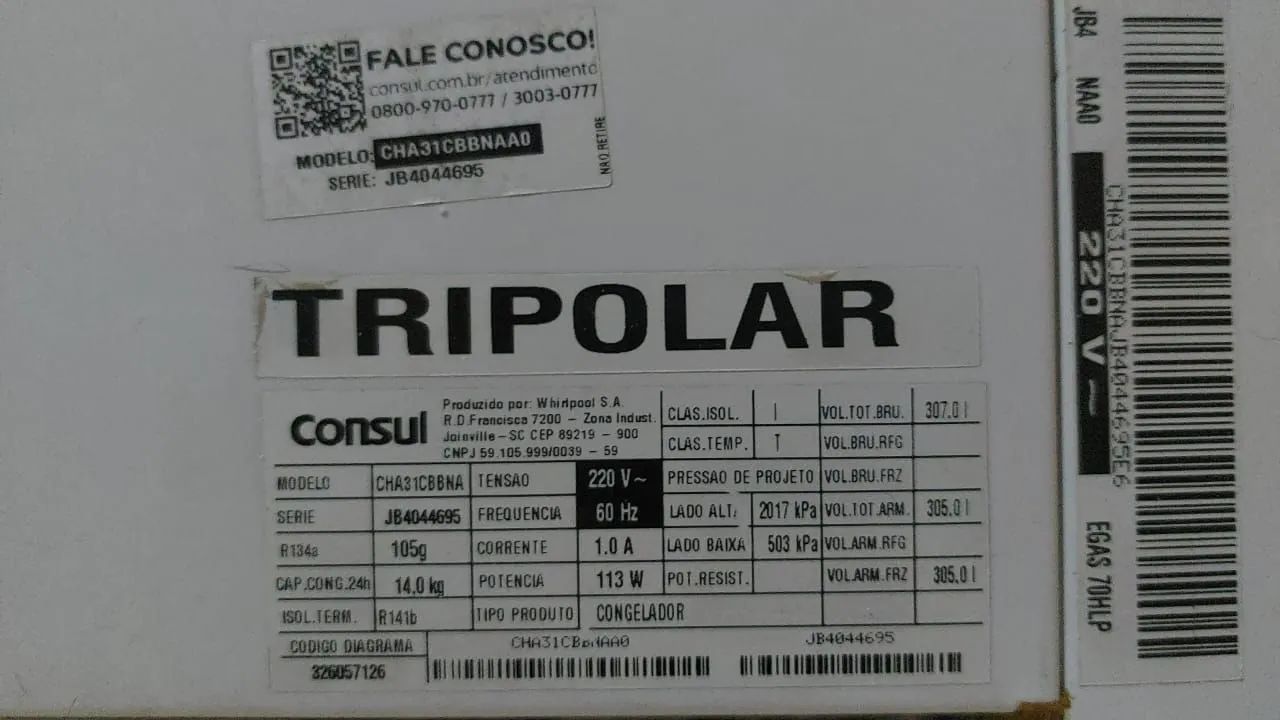 FALE CONOSCO!
consul.com.br/atendimento
0800-970-0777 / 3003-0777
MODELO: CHA31CBBNAA0
SERIE: JB4044695
NAO RETIRE
TRIPOLAR
Consul
Produzido por: Whirlpool S.A.
R.D.Francisca 7200 - Zona Indust.
Joinville-SC CEP 89219 - 900
CNPJ 59.105.999/0039 - 59
CLAS.ISOL. I VOL.TOT.BRU. 307.0 l
CLAS.TEMP. T VOL.BRU.RFG
MODELO CHA31CBBNA TENSAO 220 V~ PRESSAO DE PROJETO VOL.BRU.FRZ
SERIE JB4044695 FREQUENCIA 60 Hz LADO ALT: 2017 kPa VOL.TOT.ARM. 305.0 l
R134a 105g CORRENTE 1.0 A LADO BAIXA 503 kPa VOL.ARM.RFG
CAP.CONG.24h 14.0 kg POTENCIA 113 W POT.RESIST. VOL.ARM.FRZ 305.0 l
ISOL.TERM. R141b TIPO PRODUTO CONGELADOR
CODIGO DIAGRAMA
326057126
CHA31CBBNAA0
JB4044695
JB4 NAA0
220 V~
CHA31CBBNAJB4044695E6
EGAS 70HLP